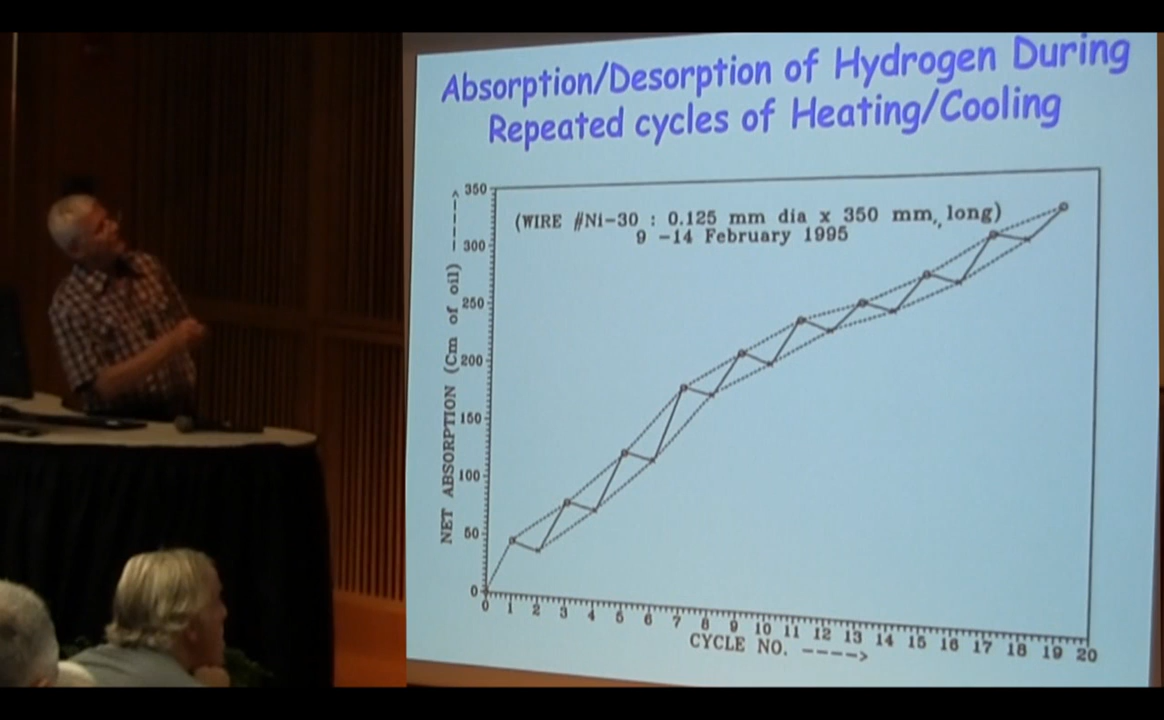 Absorption/Desorption of Hydrogen During
Repeated cycles of Heating/Cooling
(WIRE #Ni-30 : 0.125 mm dia x 350 mm,, long)
9 -14 February 1995
NET ABSORPTION (Cm of oil) ---->
350
300
250
200
150
100
50
0
0 1 2 3 4 5 6 7 8 9 10 11 12 13 14 15 16 17 18 19 20
CYCLE NO. ---->